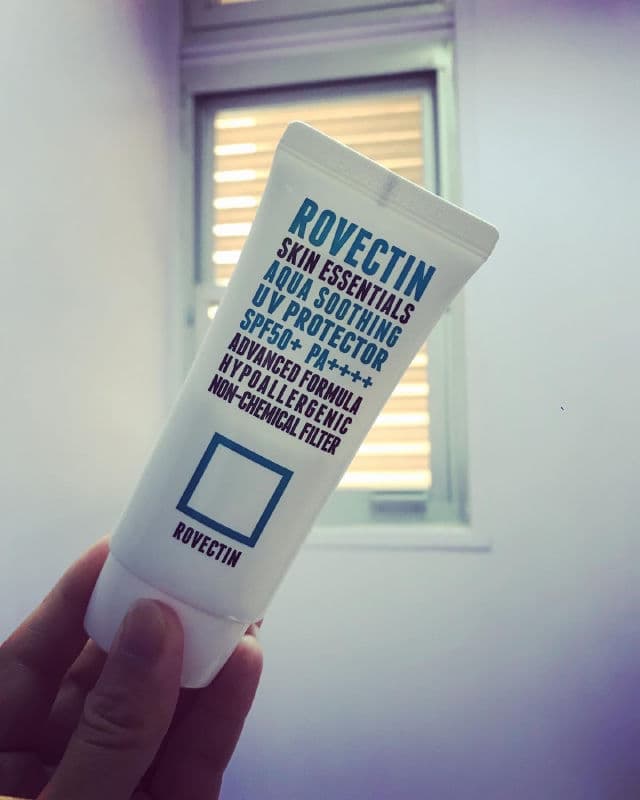 ROVECTIN
SKIN ESSENTIALS
AQUA SOOTHING
UV PROTECTOR
SPF50+ PA++++
ADVANCED FORMULA
HYPOALLERGENIC
NON-CHEMICAL FILTER
ROVECTIN